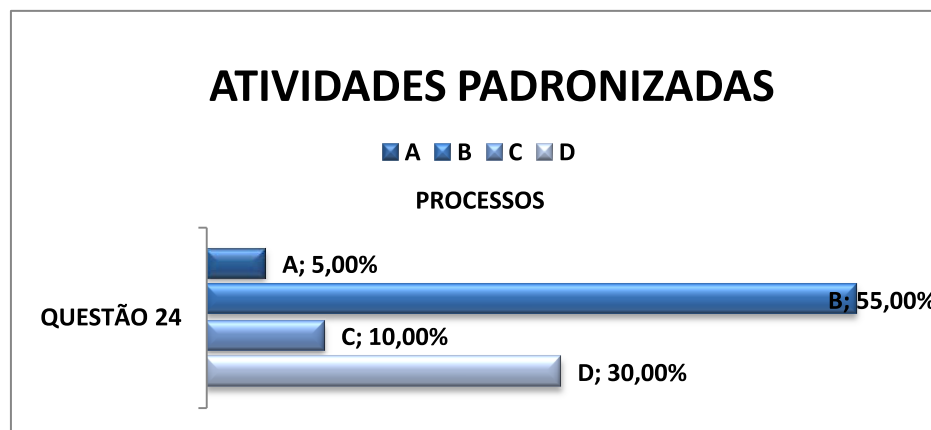 ATIVIDADES PADRONIZADAS
A B C D
PROCESSOS
QUESTÃO 24
A; 5,00%
B; 55,00%
C; 10,00%
D; 30,00%